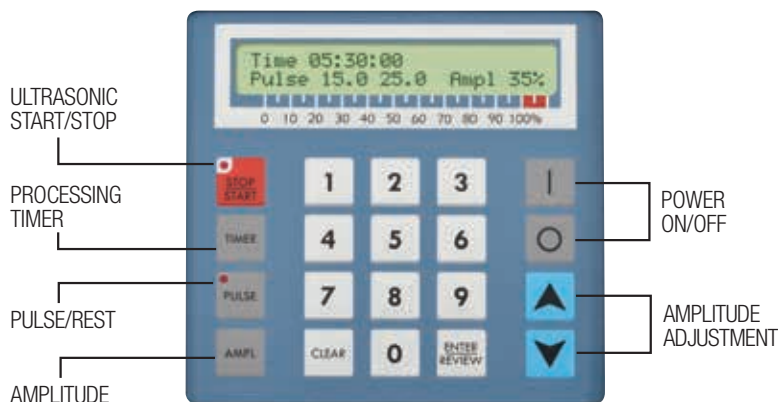 Time 05:30:00
Pulse 15.0 25.0 Ampl 35%
0 10 20 30 40 50 60 70 80 90 100%
ULTRASONIC
START/STOP
STOP
START
1 2 3
I
PROCESSING
TIMER
POWER
ON/OFF
TIMER
4 5 6
O
PULSE
7 8 9
PULSE/REST
AMPLITUDE
ADJUSTMENT
AMPL
CLEAR
0
ENTER
REVIEW
AMPLITUDE